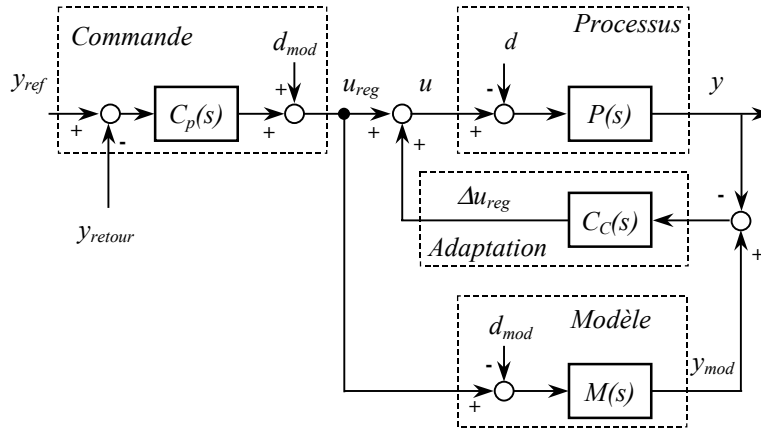 Commande
d_mod
y_ref
+
-
C_p(s)
+
+
y_retour
u_reg
+
+
u
Processus
d
-
+
P(s)
y
Δu_reg
C_C(s)
Adaptation
-
+
Modèle
d_mod
-
+
M(s)
y_mod